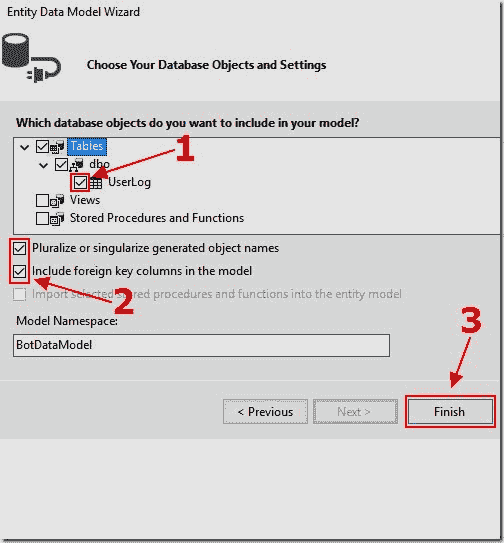 Entity Data Model Wizard
Choose Your Database Objects and Settings
Which database objects do you want to include in your model?
Tables
1
dbo
UserLog
Views
Stored Procedures and Functions
Pluralize or singularize generated object names
Include foreign key columns in the model
Import selected stored procedures and functions into the entity model
2
Model Namespace:
3
BotDataModel
< Previous
Next >
Finish